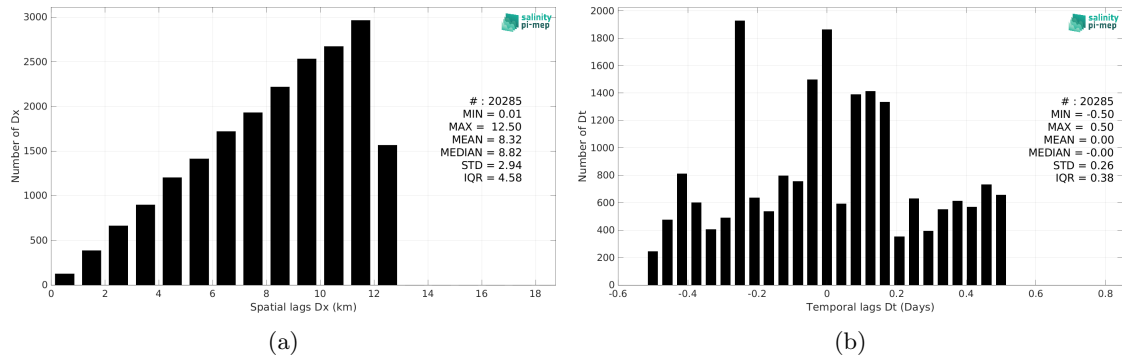 3000
2500
2000
1500
1000
500
0
Number of Dx
0 2 4 6 8 10 12 14 16 18
Spatial lags Dx (km)
salinity
pi-mep
# : 20285
MIN = 0.01
MAX = 12.50
MEAN = 8.32
MEDIAN = 8.82
STD = 2.94
IQR = 4.58
(a)
2000
1800
1600
1400
1200
1000
800
600
400
200
0
Number of Dt
-0.6 -0.4 -0.2 0 0.2 0.4 0.6 0.8
Temporal lags Dt (Days)
salinity
pi-mep
# : 20285
MIN = -0.50
MAX = 0.50
MEAN = 0.00
MEDIAN = -0.00
STD = 0.26
IQR = 0.38
(b)